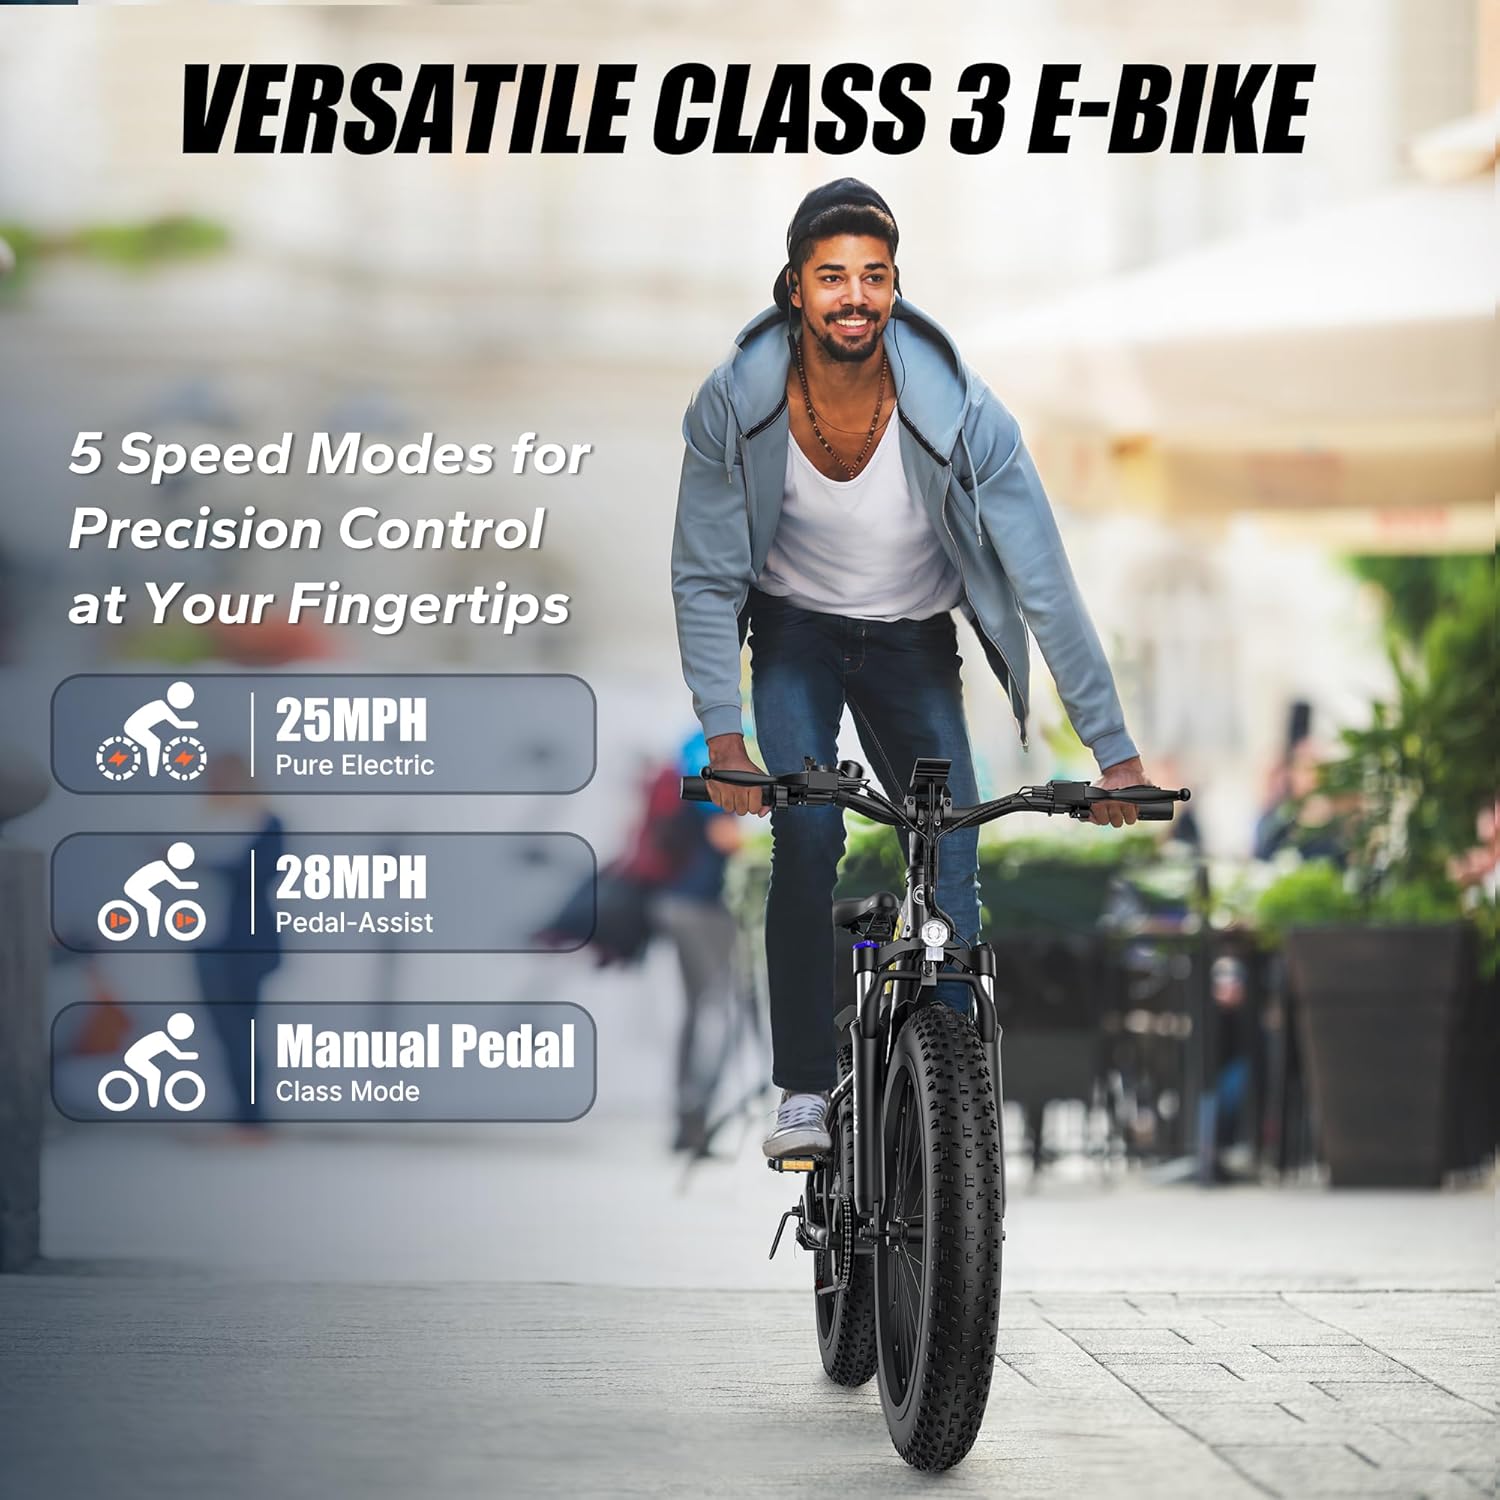 VERSATILE CLASS 3 E-BIKE
5 Speed Modes for
Precision Control
at Your Fingertips
25MPH
Pure Electric
28MPH
Pedal-Assist
Manual Pedal
Class Mode